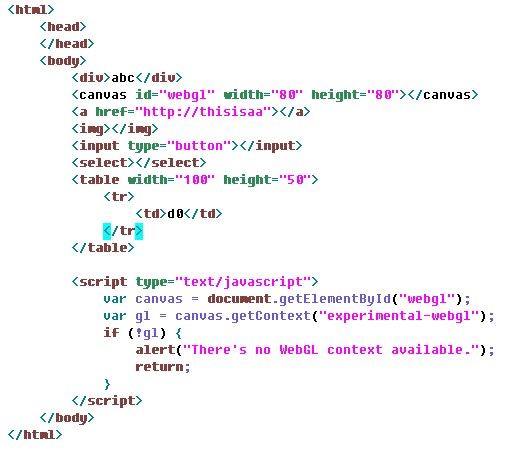 <html>
<head>
</head>
<body>
<div>abc</div>
<canvas id="webgl" width="80" height="80"></canvas>
<a href="http://thisisaa"></a>
<img></img>
<input type="button"></input>
<select></select>
<table width="100" height="50">
<tr>
<td>d0</td>
</tr>
</table>
<script type="text/javascript">
var canvas = document.getElementById("webgl");
var gl = canvas.getContext("experimental-webgl");
if (!gl) {
alert("There's no WebGL context available.");
return;
}
</script>
</body>
</html>